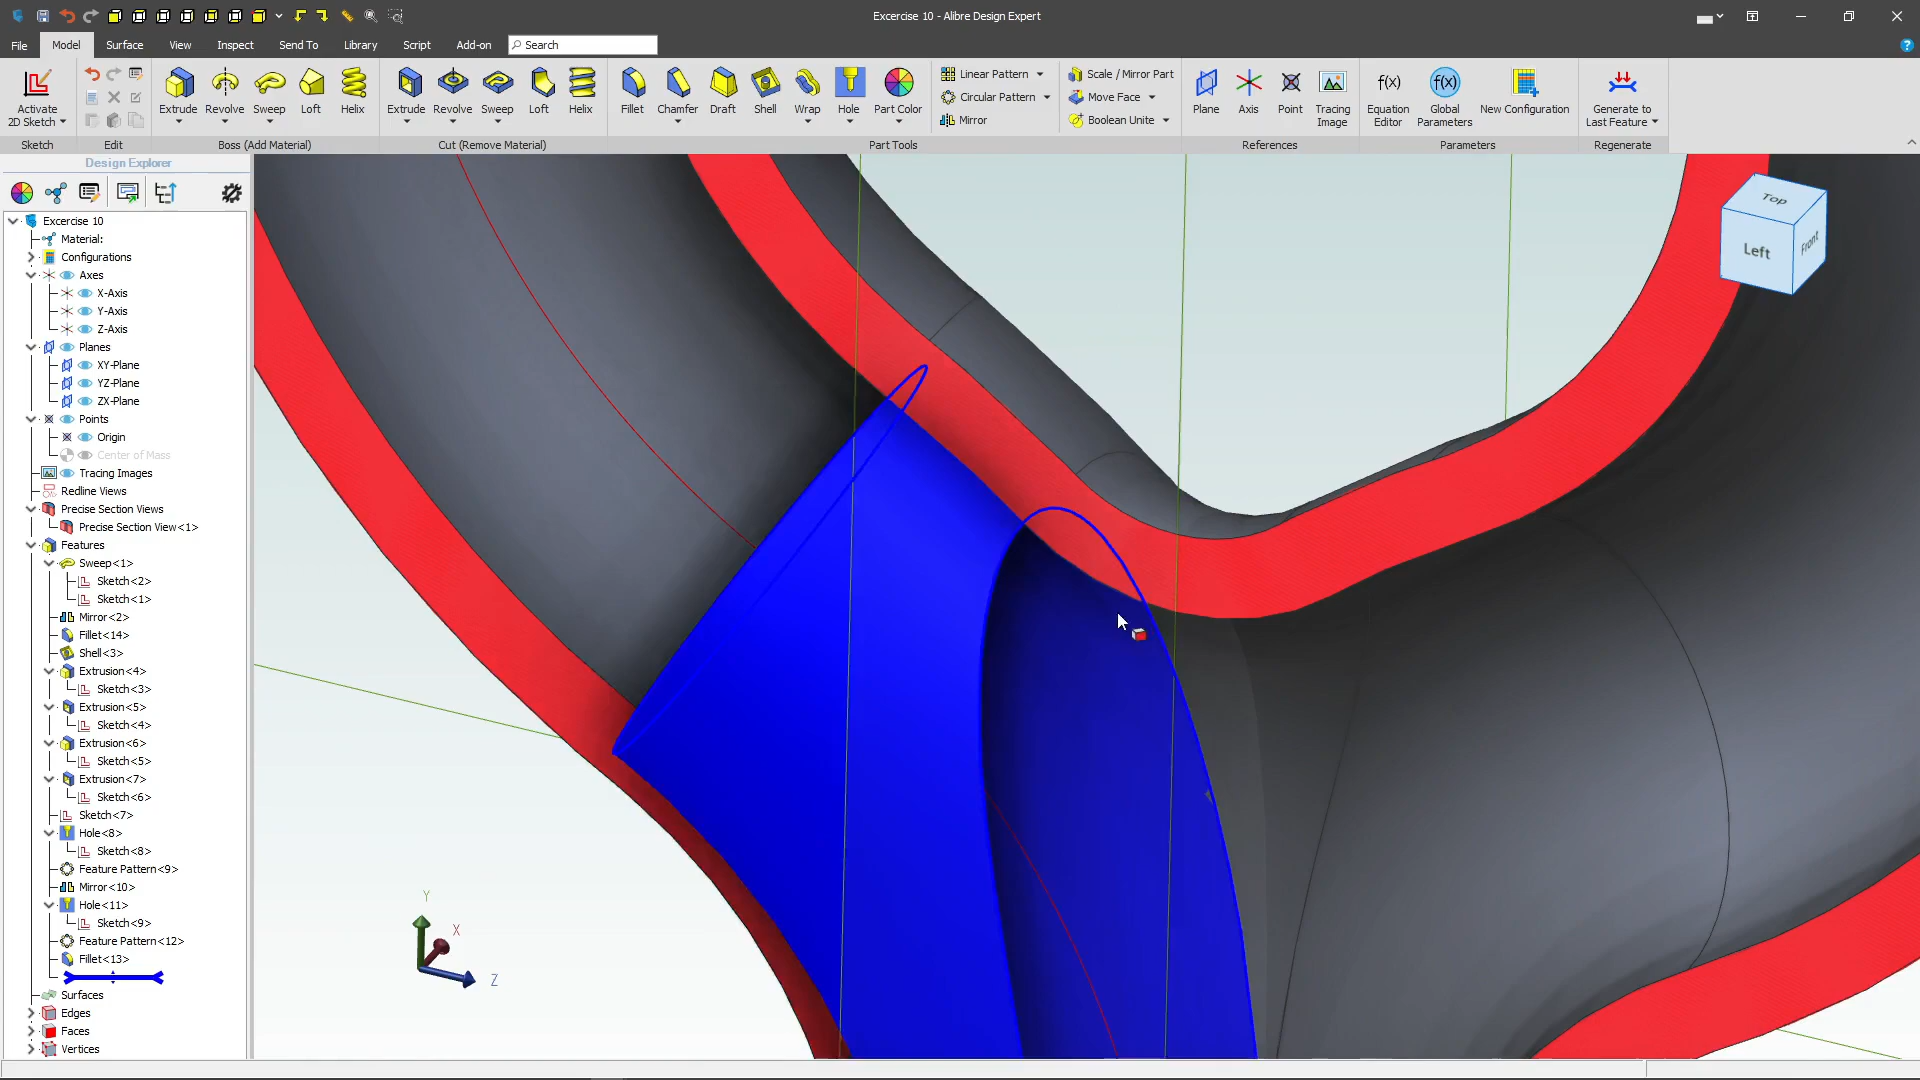 Excercise 10 - Alibre Design Expert
File Model Surface View Inspect Send To Library Script Add-on Search
Activate
2D Sketch
Extrude Revolve Sweep Loft Helix
Extrude Revolve Sweep Loft Helix
Fillet Chamfer Draft Shell Wrap Hole Part Color
Linear Pattern
Circular Pattern
Mirror
Scale / Mirror Part
Move Face
Boolean Unite
Plane Axis Point Tracing
Image
f(x) f(x)
Equation
Editor
Global
Parameters
New Configuration
Generate to
Last Feature
Sketch Edit Boss (Add Material) Cut (Remove Material) Part Tools References Parameters Regenerate
Design Explorer
Excercise 10
Material:
Configurations
Axes
X-Axis
Y-Axis
Z-Axis
Planes
XY-Plane
YZ-Plane
ZX-Plane
Points
Origin
Center of Mass
Tracing Images
Redline Views
Precise Section Views
Precise Section View<1>
Features
Sweep<1>
Sketch<2>
Sketch<1>
Mirror<2>
Fillet<14>
Shell<3>
Extrusion<4>
Sketch<3>
Extrusion<5>
Sketch<4>
Extrusion<6>
Sketch<5>
Extrusion<7>
Sketch<6>
Sketch<7>
Hole<8>
Sketch<8>
Feature Pattern<9>
Mirror<10>
Hole<11>
Sketch<9>
Feature Pattern<12>
Fillet<13>
Surfaces
Edges
Faces
Vertices
Top
Left
Front
Y
X
Z